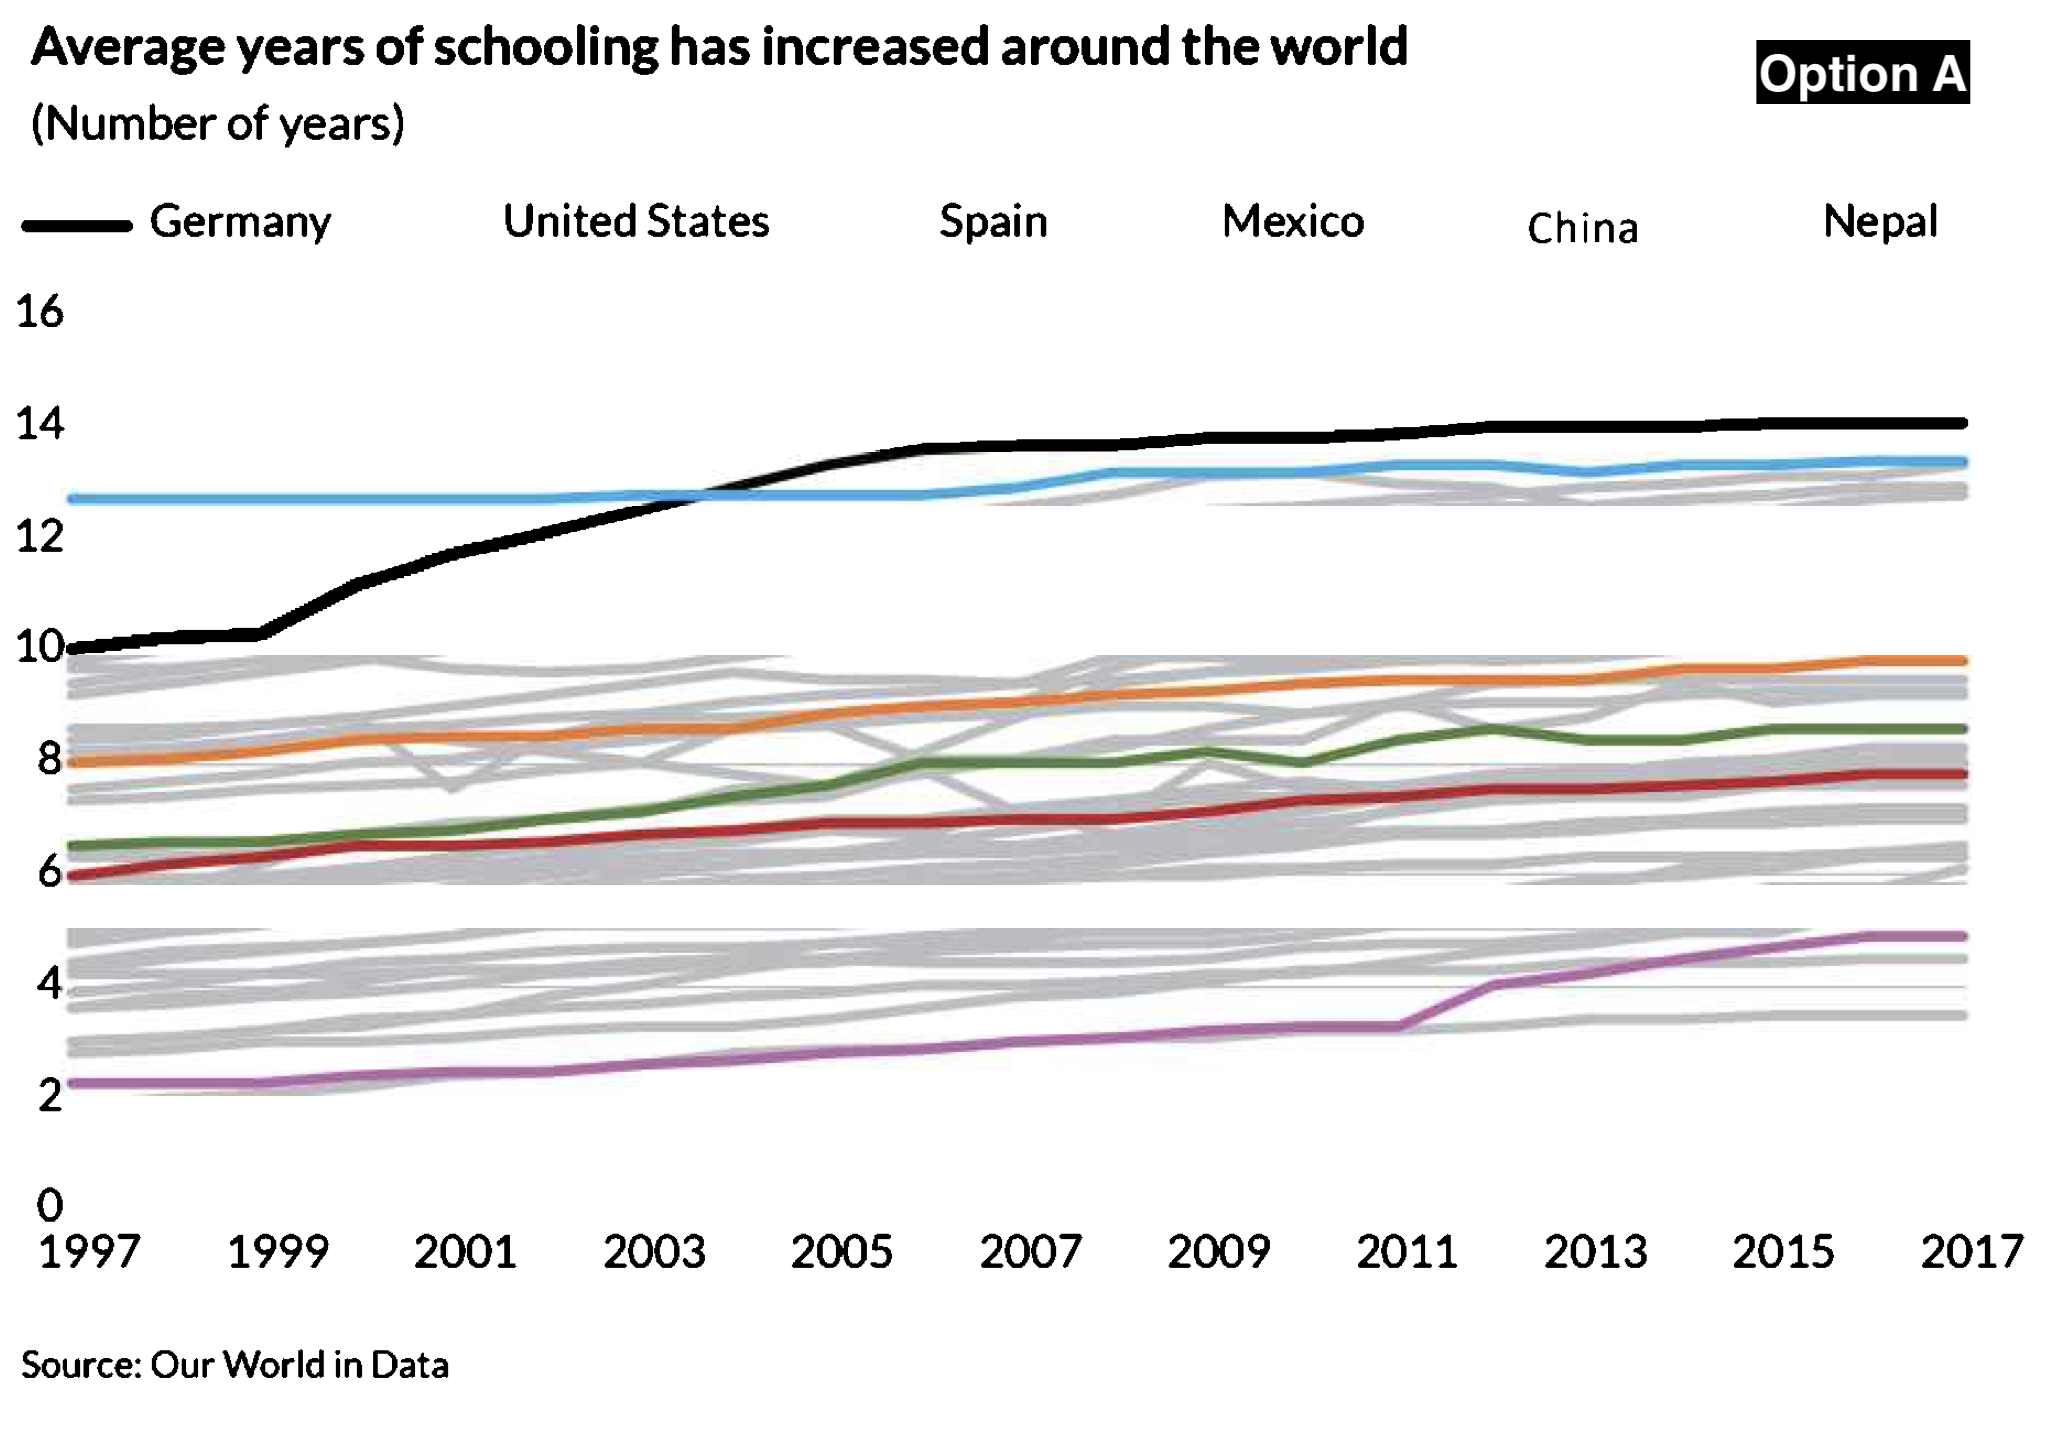 Average years of schooling has increased around the world
Option A
(Number of years)
Germany United States Spain Mexico China Nepal
16
14
12
10
8
6
4
2
0
1997 1999 2001 2003 2005 2007 2009 2011 2013 2015 2017
Source: Our World in Data